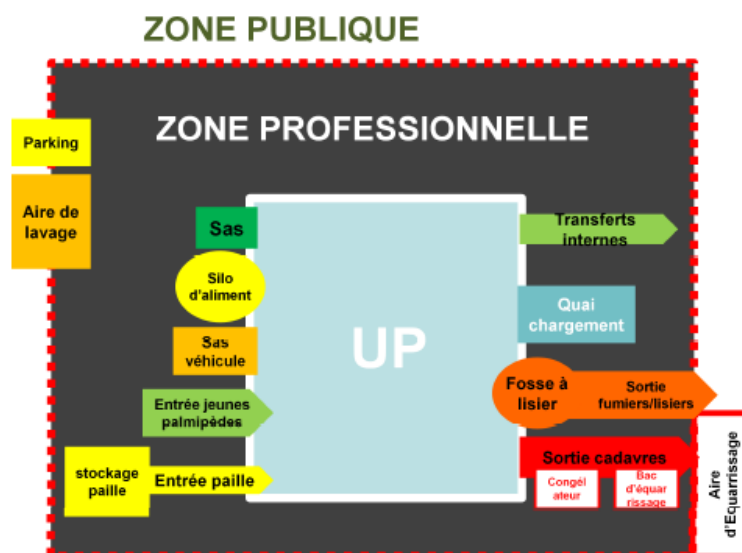 ZONE PUBLIQUE
ZONE PROFESSIONNELLE
Parking
Aire de
lavage
Sas
Silo
d'aliment
Sas
véhicule
Entrée jeunes
palmipèdes
stockage
paille
Entrée paille
UP
Transferts
internes
Quai
chargement
Fosse à
lisier
Sortie
fumiers/lisiers
Sortie cadavres
Congél
ateur
Bac
d'équar
rissage
Aire
d'Equarrissage